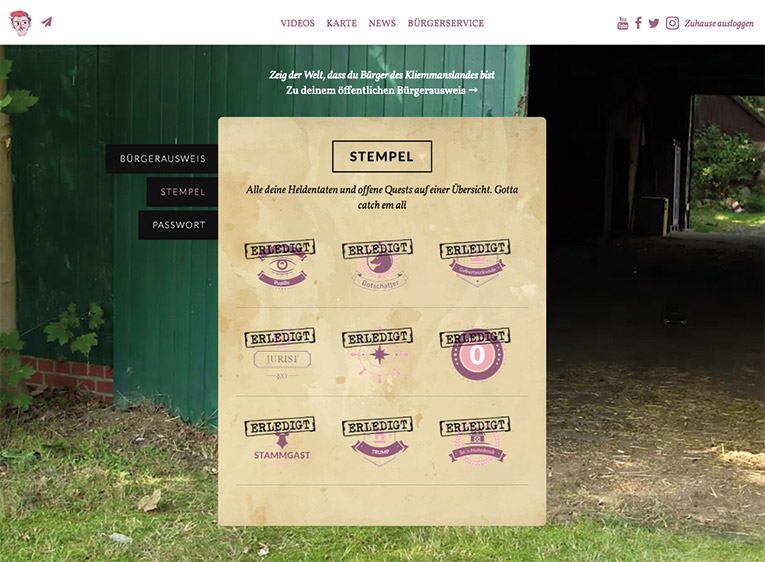 VIDEOS KARTE NEWS BÜRGERSERVICE
You Tube
Zuhause ausloggen
Zeig der Welt, dass du Bürger des Kliemmanslandes bist
Zu deinem öffentlichen Bürgerausweis →
BÜRGERAUSWEIS
STEMPEL
PASSWORT
STEMPEL
Alle deine Heldentaten und offene Quests auf einer Übersicht. Gotta
catch em all
ERLEDIGT ERLEDIGT ERLEDIGT
Pupille Botschafter Geburtsurkunde
ERLEDIGT ERLEDIGT ERLEDIGT
JURIST 0
ERLEDIGT ERLEDIGT ERLEDIGT
STAMMGAST TRUMP